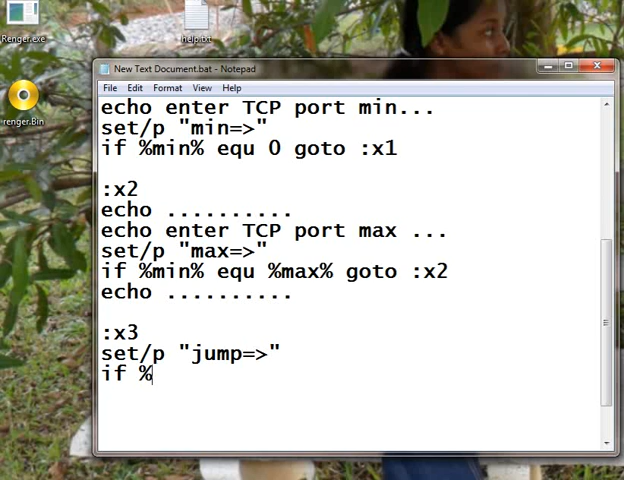 Renger.exe
help.txt
renger.Bin
New Text Document.bat - Notepad
File Edit Format View Help
echo enter TCP port min...
set/p "min=>"
if %min% equ 0 goto :x1
:x2
echo ..........
echo enter TCP port max ...
set/p "max=>"
if %min% equ %max% goto :x2
echo ..........
:x3
set/p "jump=>"
if %